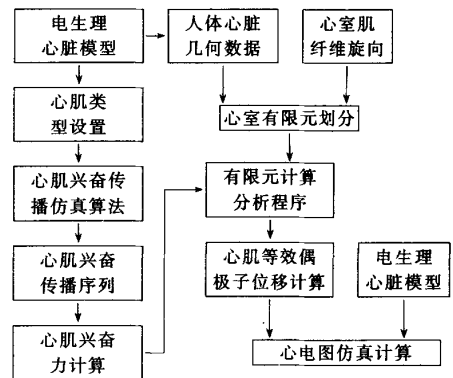 电生理
心脏模型
人体心脏
几何数据
心室肌
纤维旋向
心肌类
型设置
心室有限元划分
心肌兴奋传
播仿真算法
有限元计算
分析程序
心肌兴奋
传播序列
心肌等效偶
极子位移计算
电生理
心脏模型
心肌兴奋
力计算
心电图仿真计算